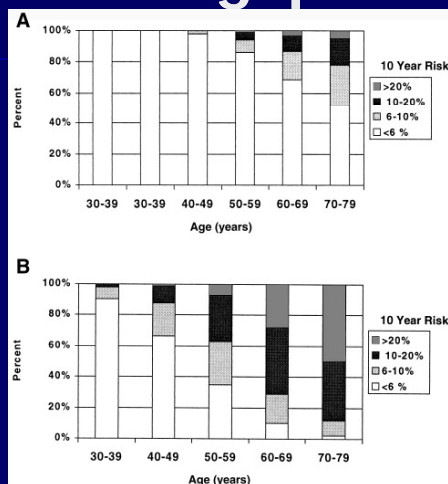 A
100%
80%
60%
40%
20%
0%
Percent
30-39 30-39 40-49 50-59 60-69 70-79
Age (years)
10 Year Risk
>20%
10-20%
6-10%
<6 %
B
100%
80%
60%
40%
20%
0%
Percent
30-39 40-49 50-59 60-69 70-79
Age (years)
10 Year Risk
>20%
10-20%
6-10%
<6 %